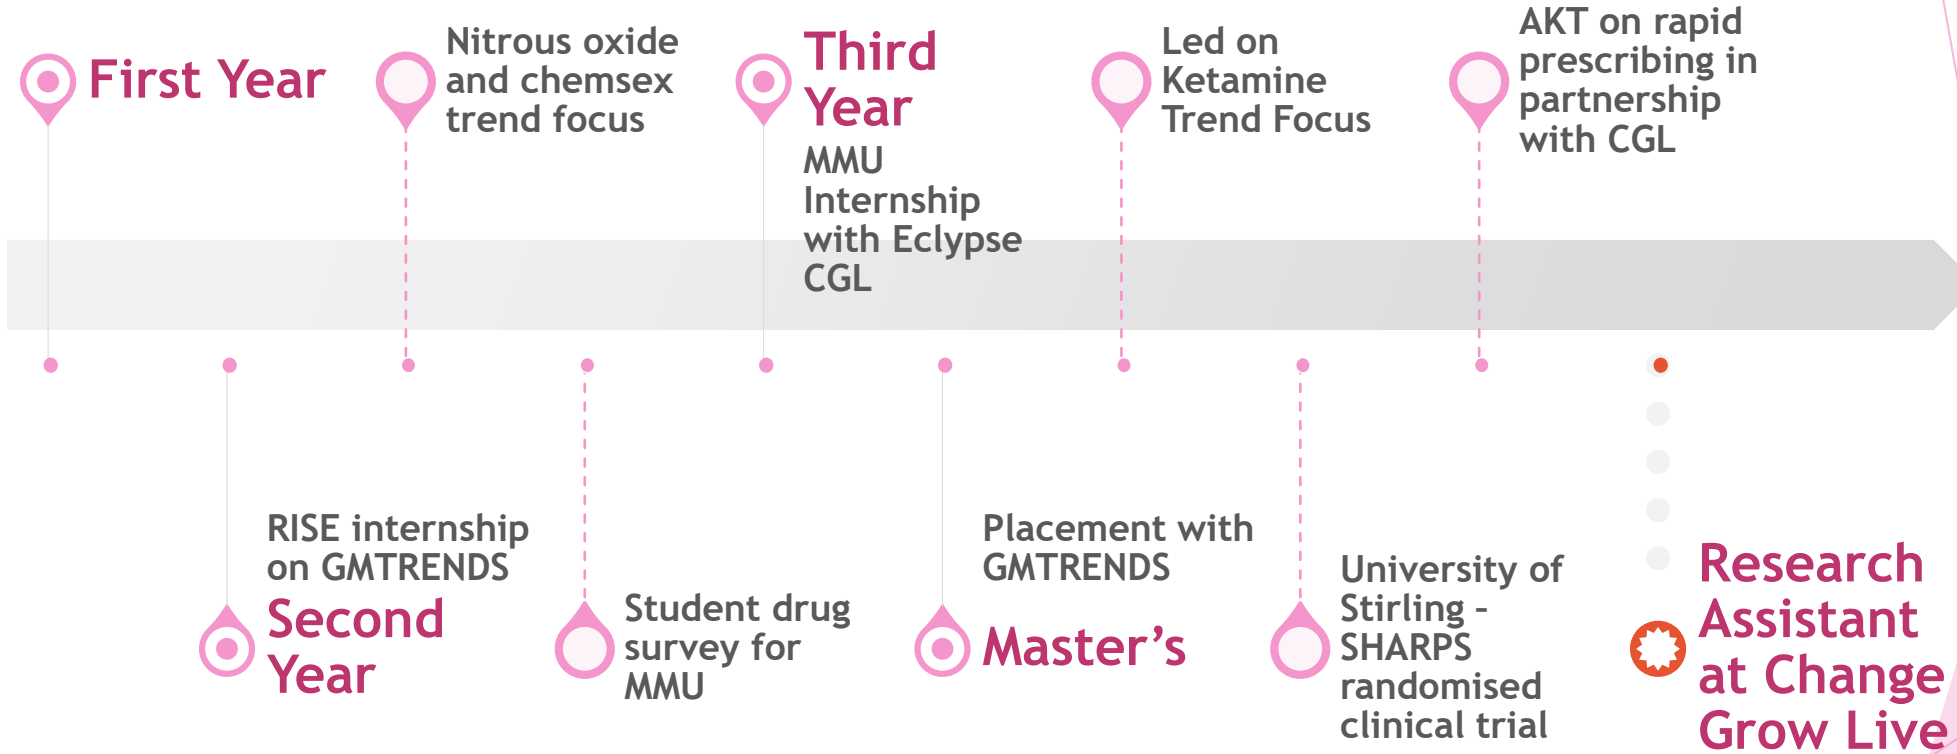 First Year
RISE internship
on GMTRENDS
Second
Year
Nitrous oxide
and chemsex
trend focus
Student drug
survey for
MMU
Third
Year
MMU
Internship
with Eclypse
CGL
Placement with
GMTRENDS
Master's
Led on
Ketamine
Trend Focus
University of
Stirling –
SHARPS
randomised
clinical trial
AKT on rapid
prescribing in
partnership
with CGL
Research
Assistant
at Change
Grow Live